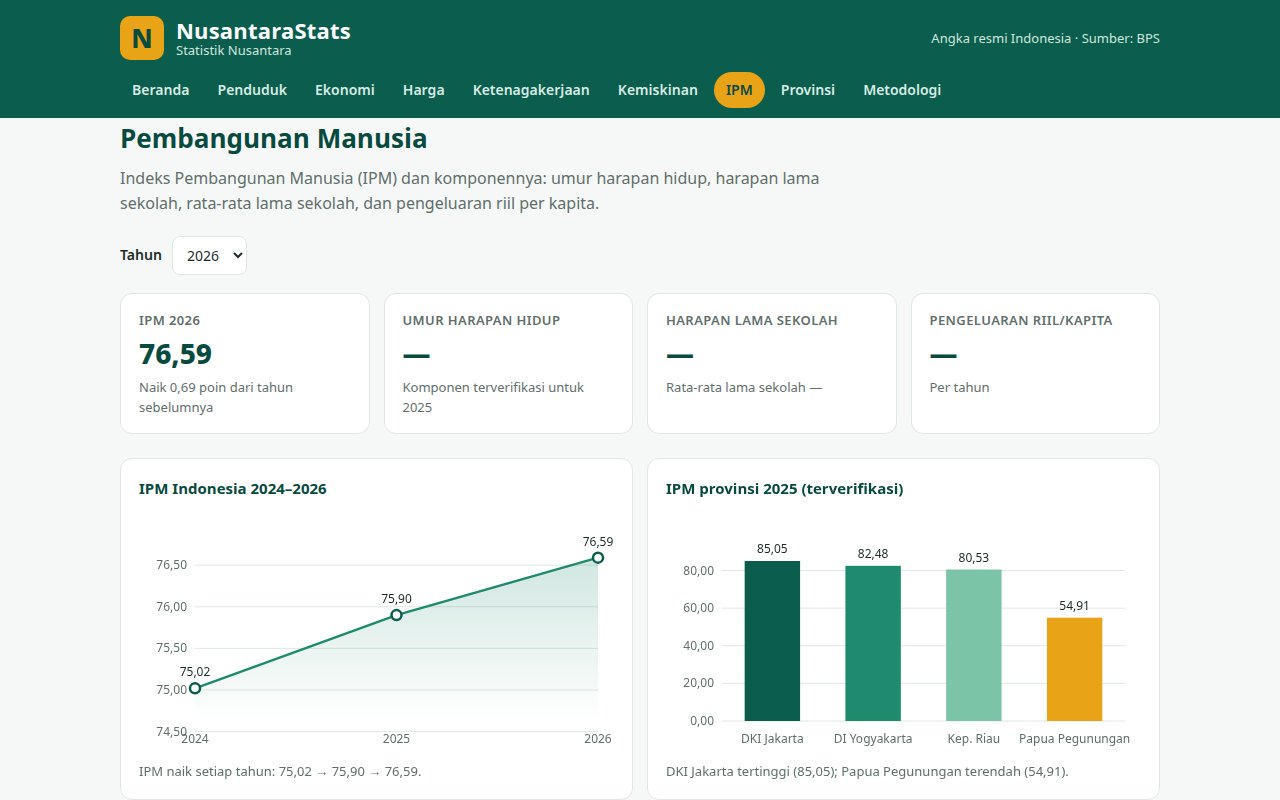 N
NusantaraStats
Statistik Nusantara
Angka resmi Indonesia · Sumber: BPS
Beranda
Penduduk
Ekonomi
Harga
Ketenagakerjaan
Kemiskinan
IPM
Provinsi
Metodologi
Pembangunan Manusia
Indeks Pembangunan Manusia (IPM) dan komponennya: umur harapan hidup, harapan lama
sekolah, rata-rata lama sekolah, dan pengeluaran riil per kapita.
Tahun
2026
IPM 2026
76,59
Naik 0,69 poin dari tahun
sebelumnya
UMUR HARAPAN HIDUP
—
Komponen terverifikasi untuk
2025
HARAPAN LAMA SEKOLAH
—
Rata-rata lama sekolah —
PENGELUARAN RIIL/KAPITA
—
Per tahun
IPM Indonesia 2024–2026
76,50
76,00
75,50
75,00
74,50
75,02
75,90
76,59
2024
2025
2026
IPM naik setiap tahun: 75,02 → 75,90 → 76,59.
IPM provinsi 2025 (terverifikasi)
80,00
60,00
40,00
20,00
0,00
85,05
82,48
80,53
54,91
DKI Jakarta
DI Yogyakarta
Kep. Riau
Papua Pegunungan
DKI Jakarta tertinggi (85,05); Papua Pegunungan terendah (54,91).